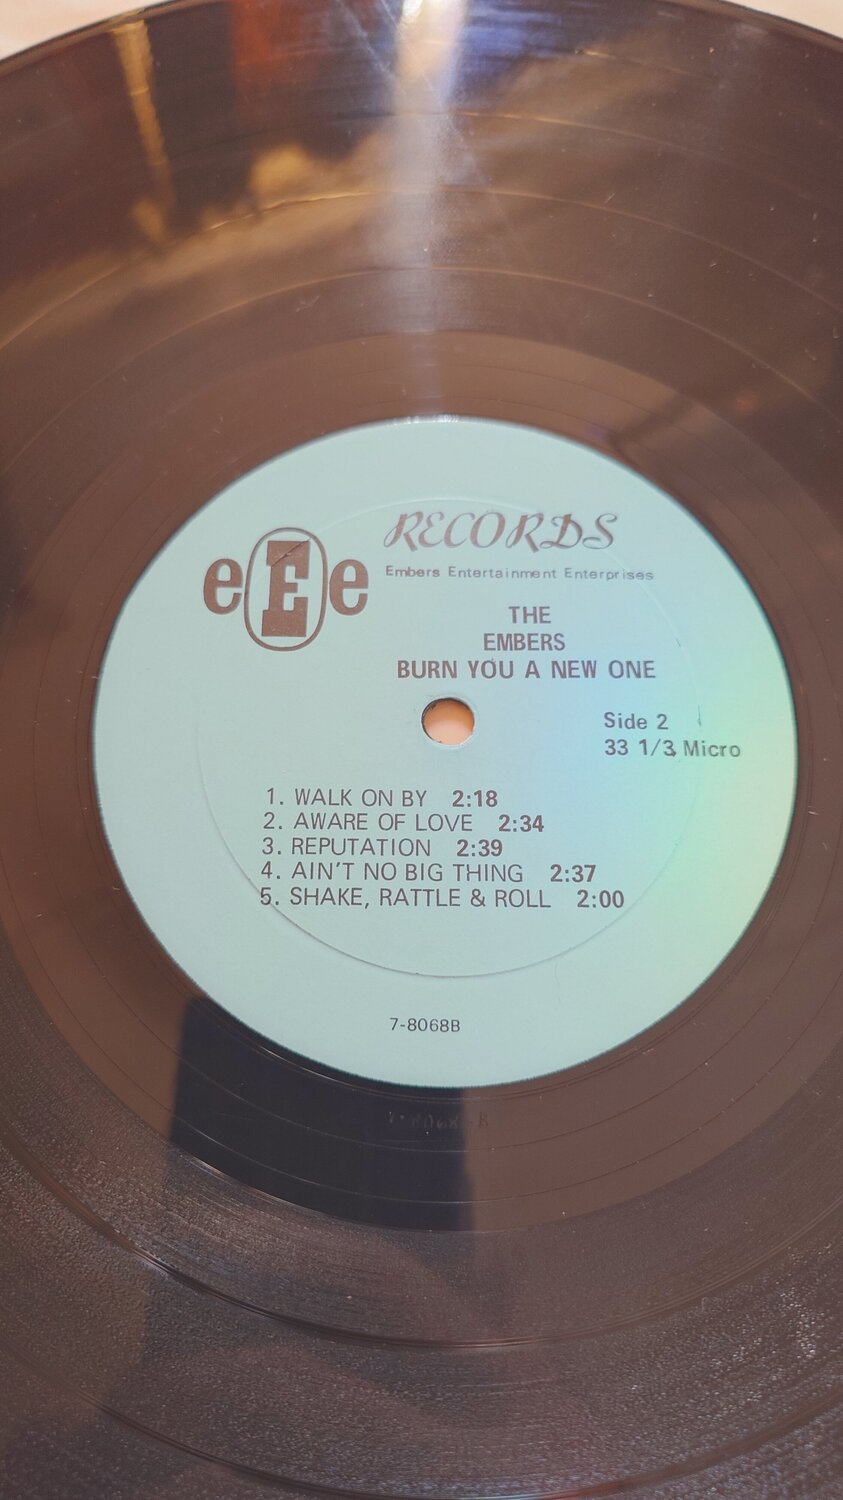 eEe
RECORDS
Embers Entertainment Enterprises
THE
EMBERS
BURN YOU A NEW ONE
Side 2
33 1/3 Micro
1. WALK ON BY 2:18
2. AWARE OF LOVE 2:34
3. REPUTATION 2:39
4. AIN'T NO BIG THING 2:37
5. SHAKE, RATTLE & ROLL 2:00
7-8068B